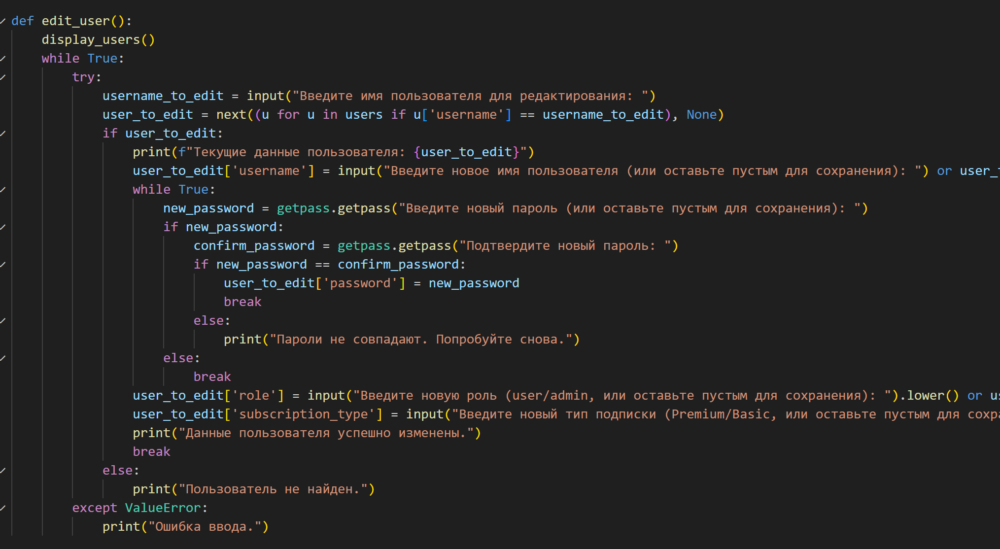 def edit_user():
    display_users()
    while True:
        try:
            username_to_edit = input("Введите имя пользователя для редактирования: ")
            user_to_edit = next((u for u in users if u['username'] == username_to_edit), None)
            if user_to_edit:
                print(f"Текущие данные пользователя: {user_to_edit}")
                user_to_edit['username'] = input("Введите новое имя пользователя (или оставьте пустым для сохранения): ") or
                while True:
                    new_password = getpass.getpass("Введите новый пароль (или оставьте пустым для сохранения): ")
                    if new_password:
                        confirm_password = getpass.getpass("Подтвердите новый пароль: ")
                        if new_password == confirm_password:
                            user_to_edit['password'] = new_password
                            break
                        else:
                            print("Пароли не совпадают. Попробуйте снова.")
                    else:
                        break
                user_to_edit['role'] = input("Введите новую роль (user/admin, или оставьте пустым для сохранения): ").lower() or
                user_to_edit['subscription_type'] = input("Введите новый тип подписки (Premium/Basic, или оставьте пустым для
                print("Данные пользователя успешно изменены.")
                break
            else:
                print("Пользователь не найден.")
        except ValueError:
            print("Ошибка ввода.")